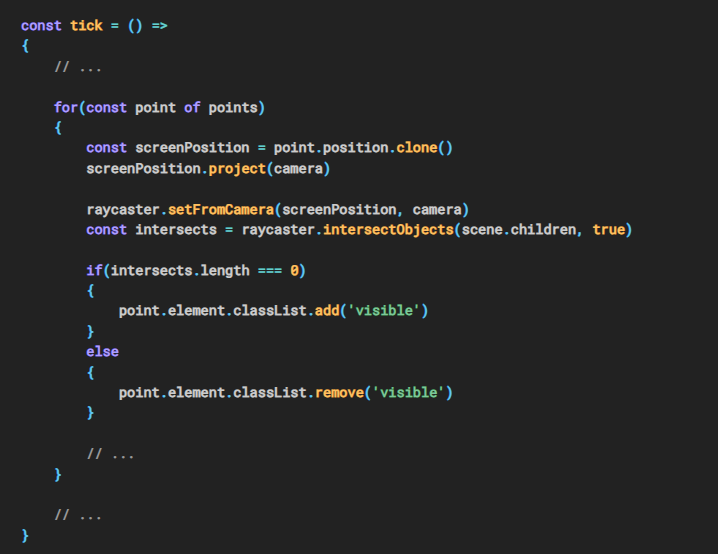 const tick = () =>
{
    // ...

    for(const point of points)
    {
        const screenPosition = point.position.clone()
        screenPosition.project(camera)

        raycaster.setFromCamera(screenPosition, camera)
        const intersects = raycaster.intersectObjects(scene.children, true)

        if(intersects.length === 0)
        {
            point.element.classList.add('visible')
        }
        else
        {
            point.element.classList.remove('visible')
        }

        // ...
    }

    // ...
}